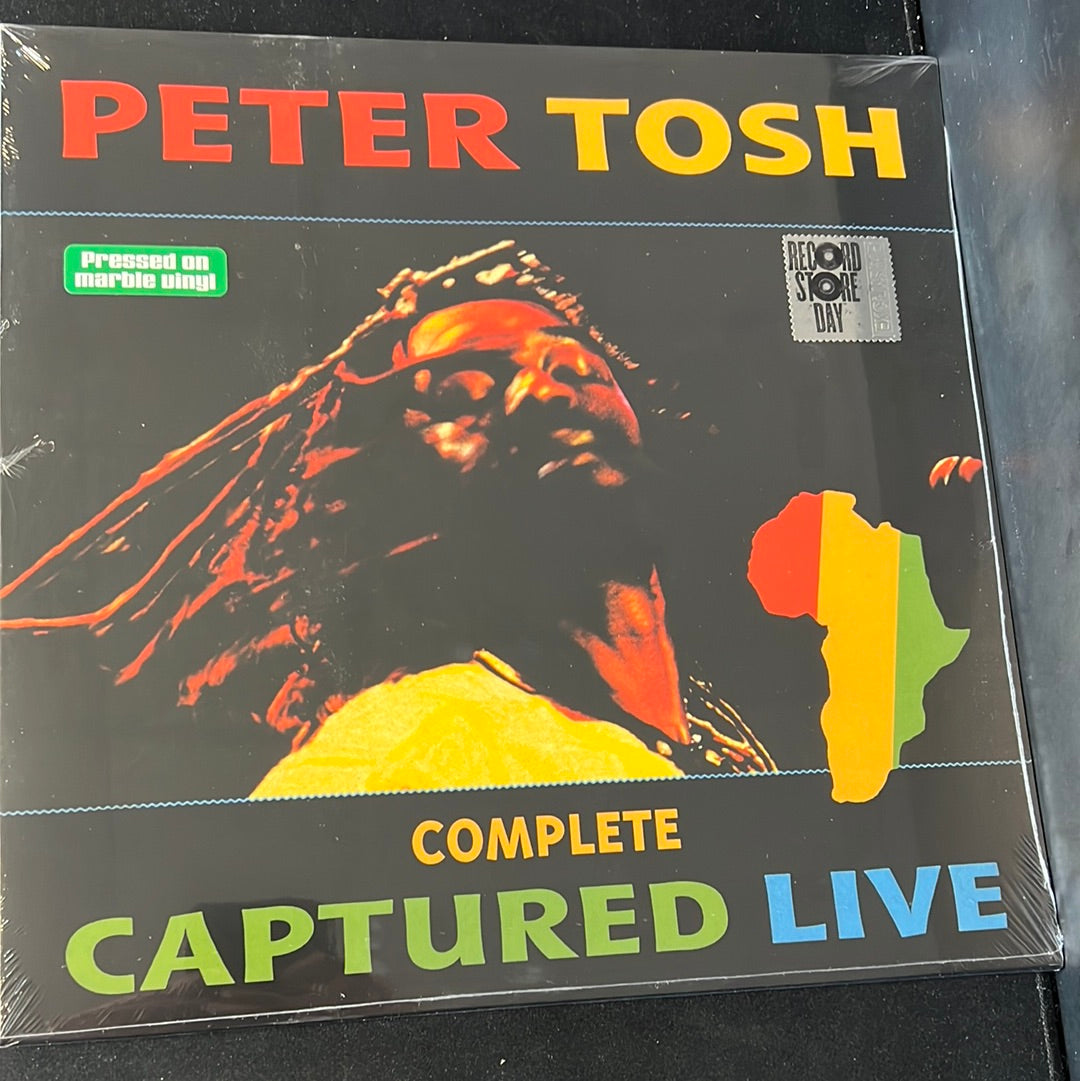 PETER TOSH
Pressed on
marble vinyl
RECORD
STORE
DAY
COMPLETE
CAPTURED LIVE